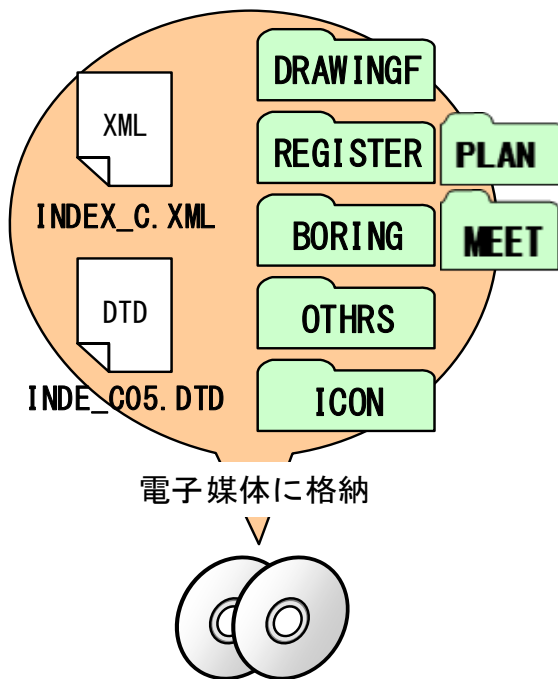 XML
INDEX_C.XML
DTD
INDE_C05.DTD
DRAWINGF
REGISTER
PLAN
BORING
MEET
OTHRS
ICON
電子媒体に格納